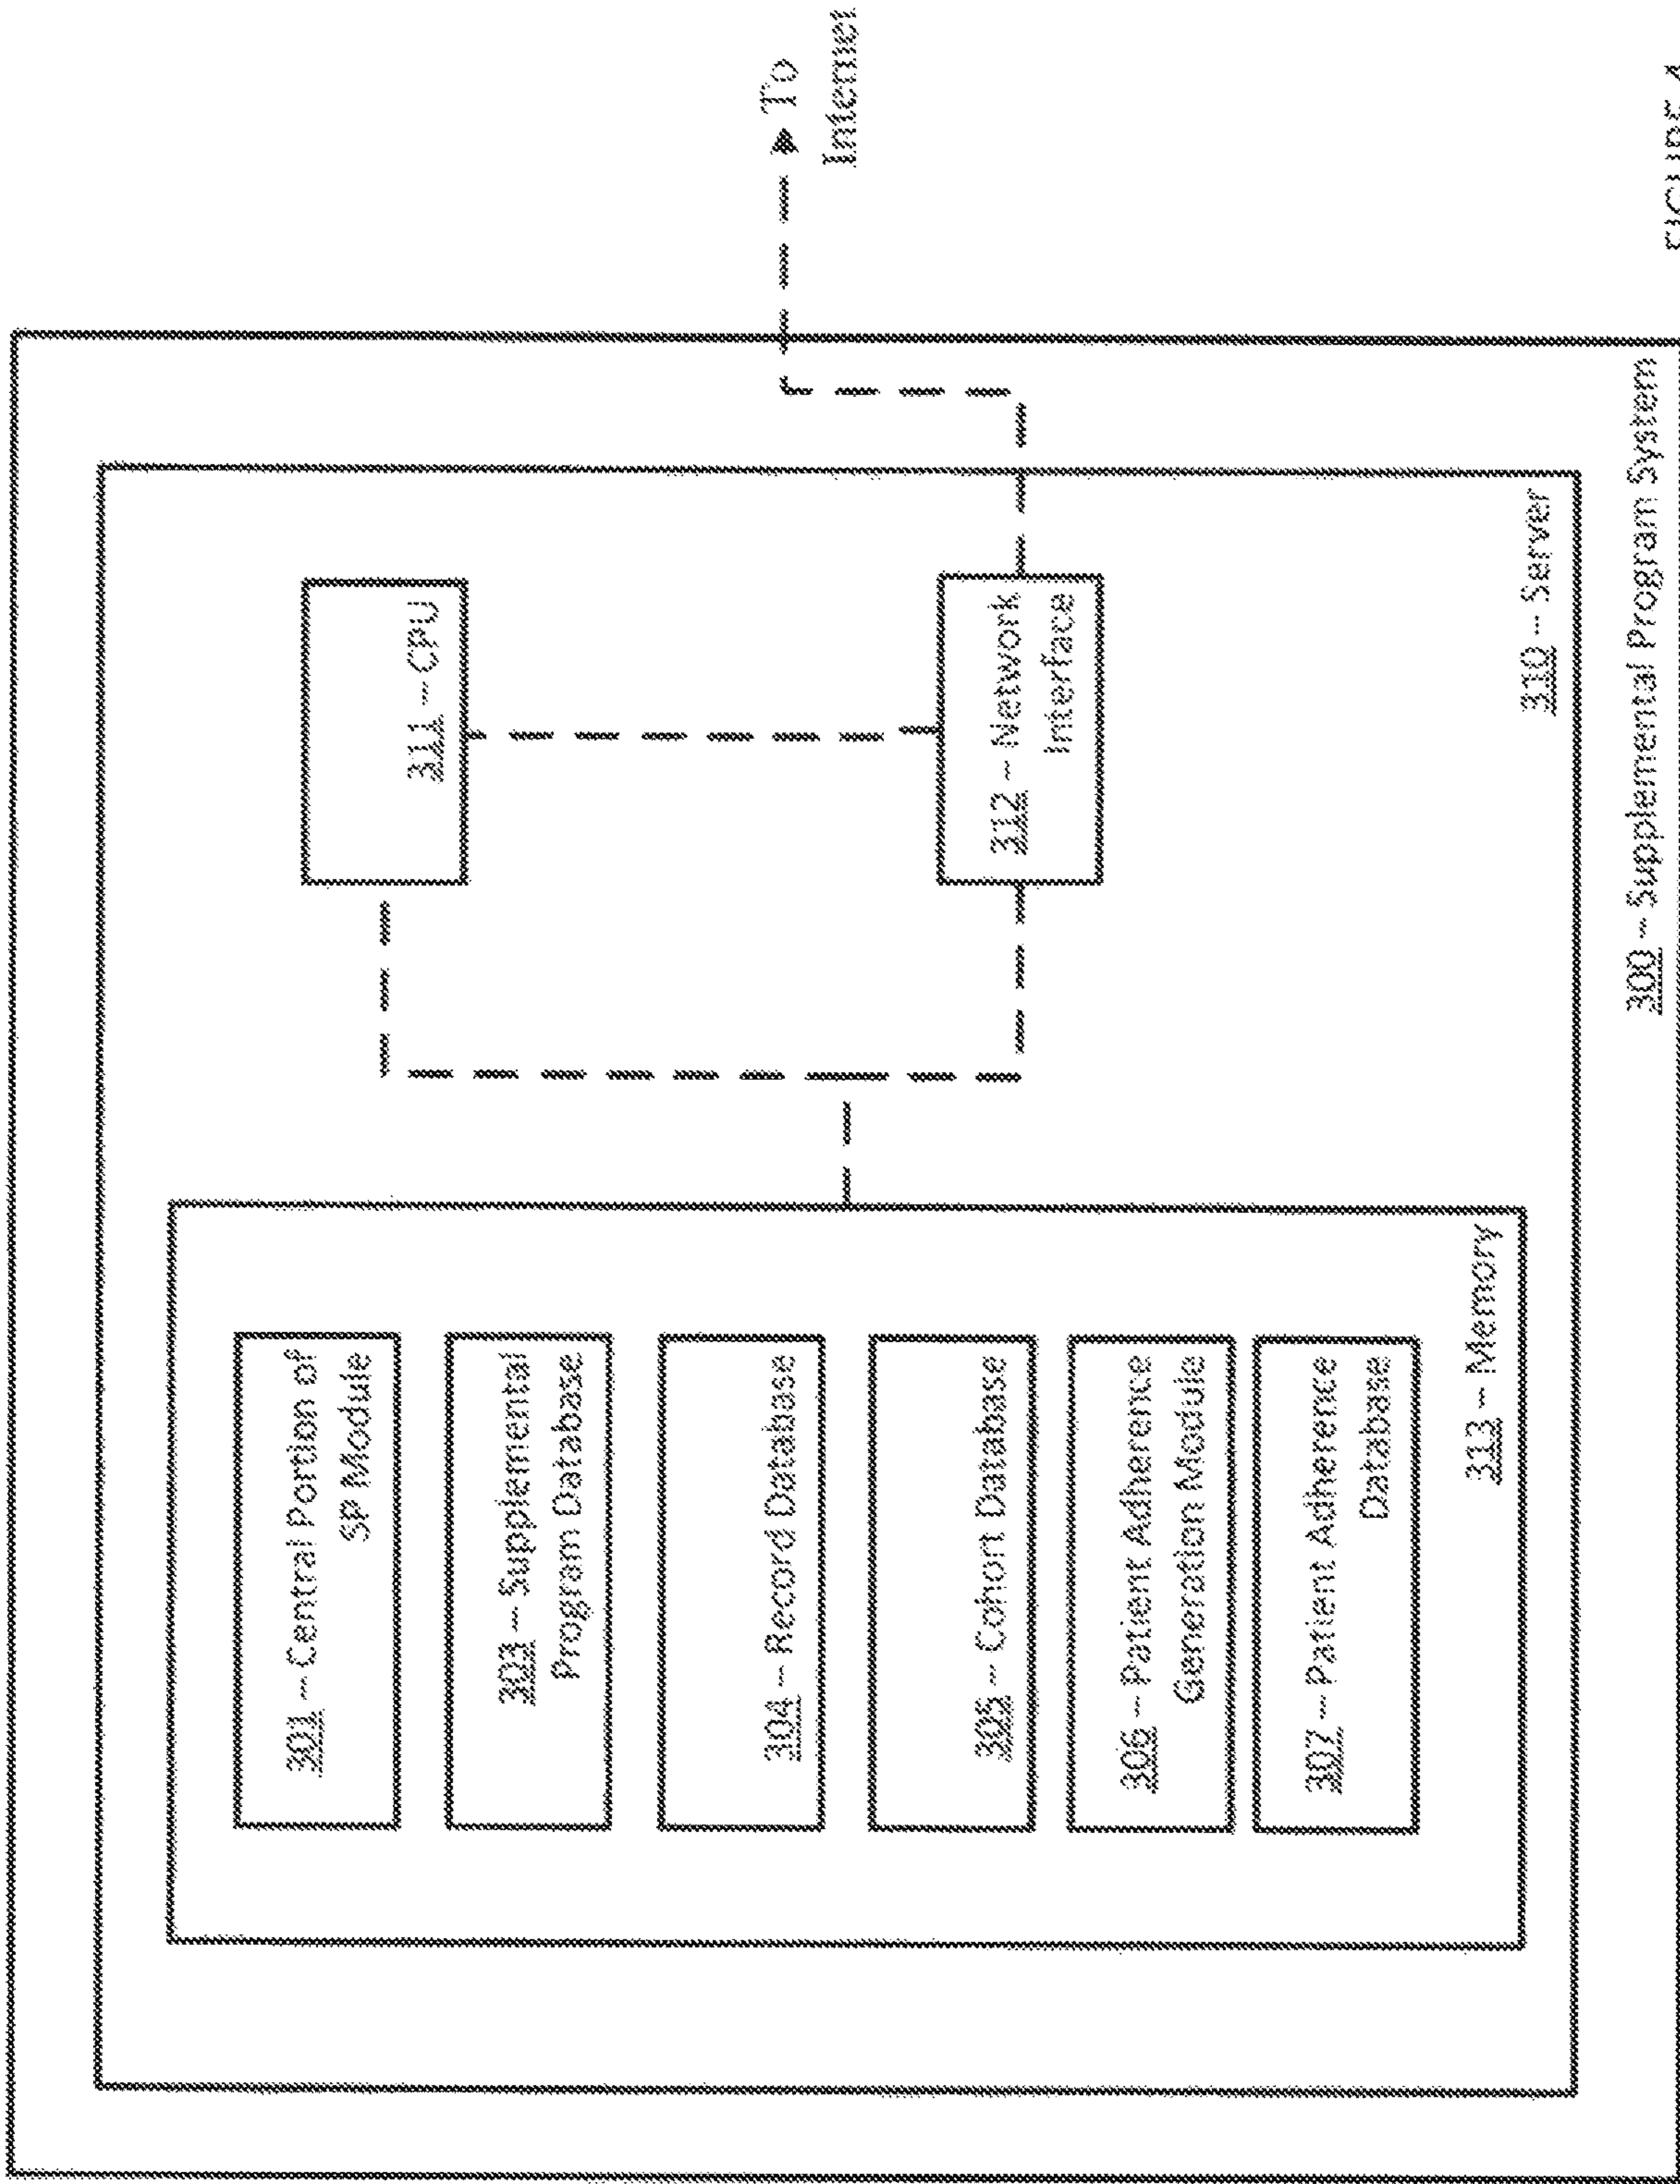 301 -- Central Portion of
SP Module
303 -- Supplemental
Program Database
304 -- Record Database
305 -- Cohort Database
306 -- Patient Adherence
Generation Module
307 -- Patient Adherence
Database
313 -- Memory
311 -- CPU
312 -- Network
Interface
310 -- Server
300 -- Supplemental Program System
To
Internet
FIGURE 4